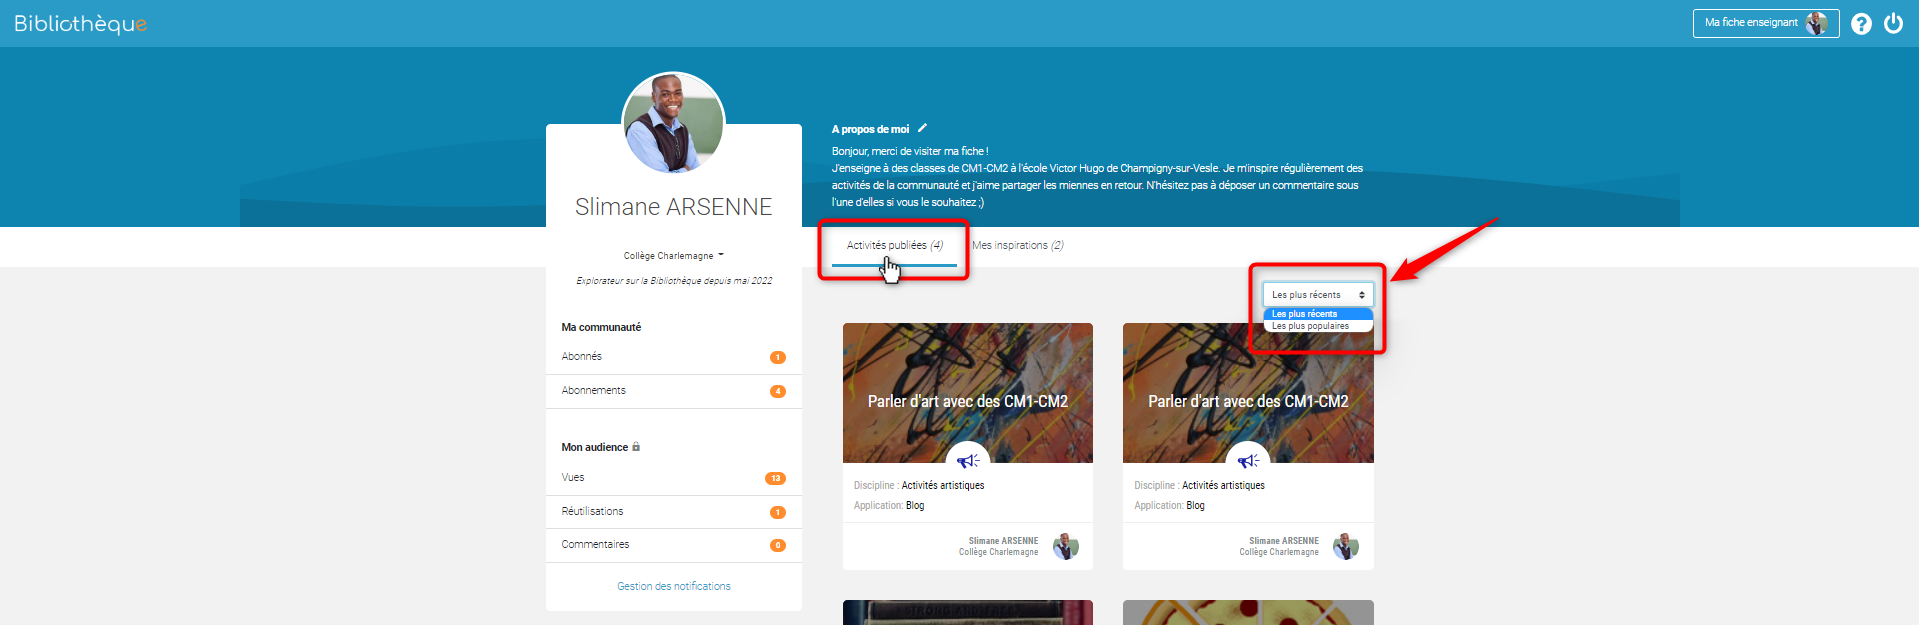 Bibliothèque
Ma fiche enseignant
?
A propos de moi
Bonjour, merci de visiter ma fiche !
J'enseigne à des classes de CM1-CM2 à l'école Victor Hugo de Champigny-sur-Vesle. Je m'inspire régulièrement des
activités de la communauté et j'aime partager les miennes en retour. N'hésitez pas à déposer un commentaire sous
l'une d'elles si vous le souhaitez ;)
Slimane ARSENNE
Collège Charlemagne
Explorateur sur la Bibliothèque depuis mai 2022
Ma communauté
Abonnés 1
Abonnements 4
Mon audience
Vues 13
Réutilisations 1
Commentaires 0
Gestion des notifications
Activités publiées (4)
Mes inspirations (2)
Les plus récents
Les plus récents
Les plus populaires
Parler d'art avec des CM1-CM2
Discipline : Activités artistiques
Application: Blog
Slimane ARSENNE
Collège Charlemagne
Parler d'art avec des CM1-CM2
Discipline : Activités artistiques
Application: Blog
Slimane ARSENNE
Collège Charlemagne